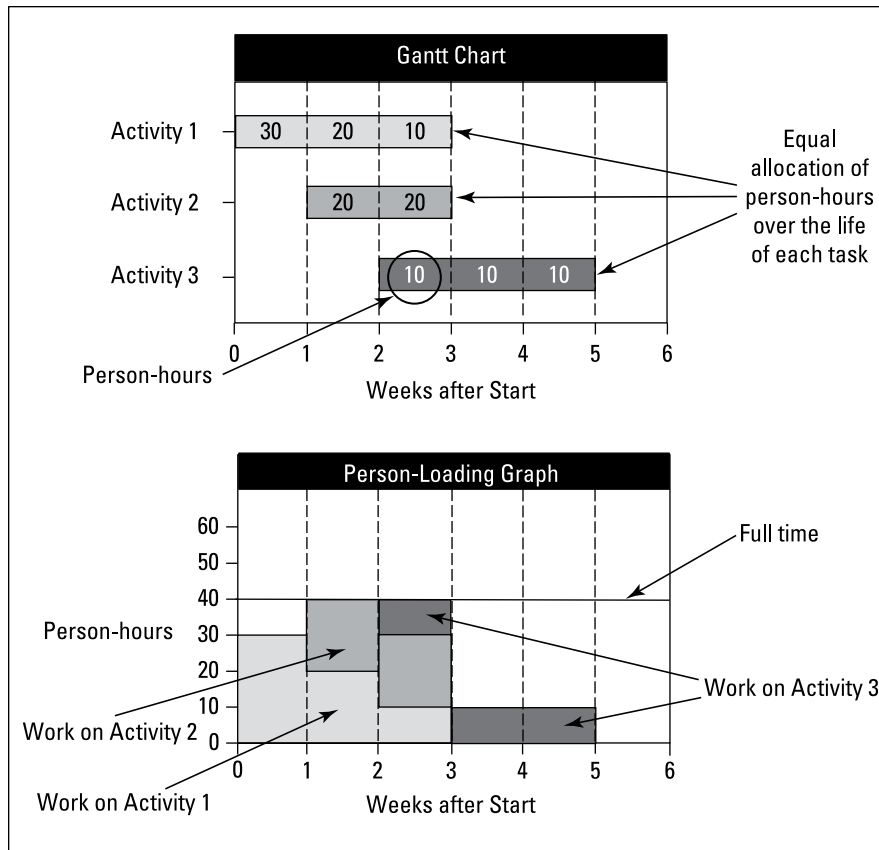 Gantt Chart
Activity 1
30 20 10
Equal
allocation of
person-hours
over the life
of each task
Activity 2
20 20
Activity 3
10 10 10
0 1 2 3 4 5 6
Person-hours
Weeks after Start
Person-Loading Graph
60
50
40
30
20
10
0
Person-hours
Full time
Work on Activity 3
Work on Activity 2
Work on Activity 1
0 1 2 3 4 5 6
Weeks after Start